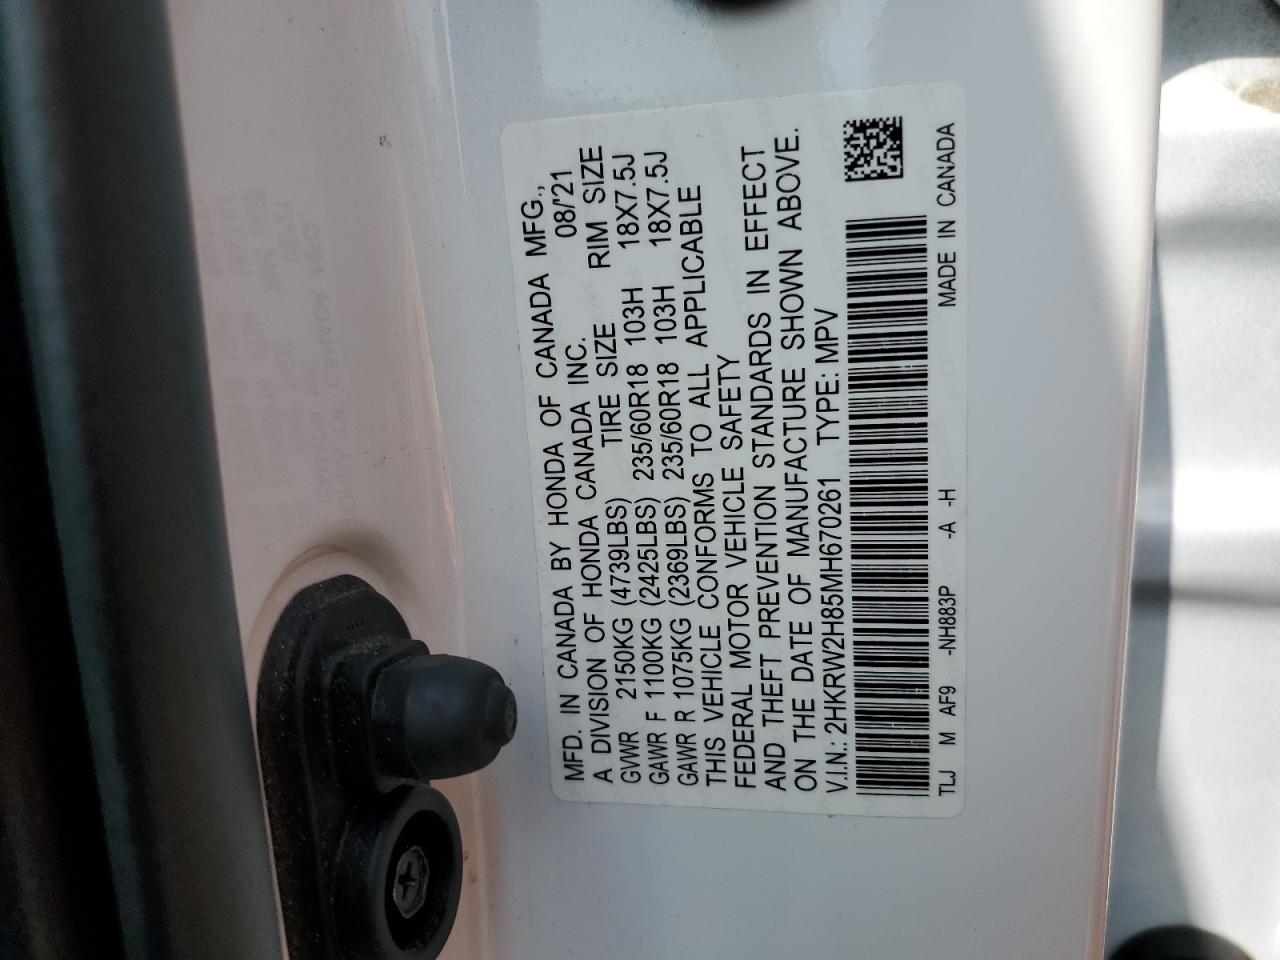 MFD. IN CANADA BY HONDA OF CANADA MFG.,
A DIVISION OF HONDA CANADA INC. 08/'21
GVWR 2150KG (4739LBS) TIRE SIZE RIM SIZE
GAWR F 1100KG (2425LBS) 235/60R18 103H 18X7.5J
GAWR R 1075KG (2369LBS) 235/60R18 103H 18X7.5J
THIS VEHICLE CONFORMS TO ALL APPLICABLE
FEDERAL MOTOR VEHICLE SAFETY
AND THEFT PREVENTION STANDARDS IN EFFECT
ON THE DATE OF MANUFACTURE SHOWN ABOVE.
V.I.N.: 2HKRW2H85MH670261 TYPE: MPV
TLJ M AF9 -NH883P -A -H MADE IN CANADA